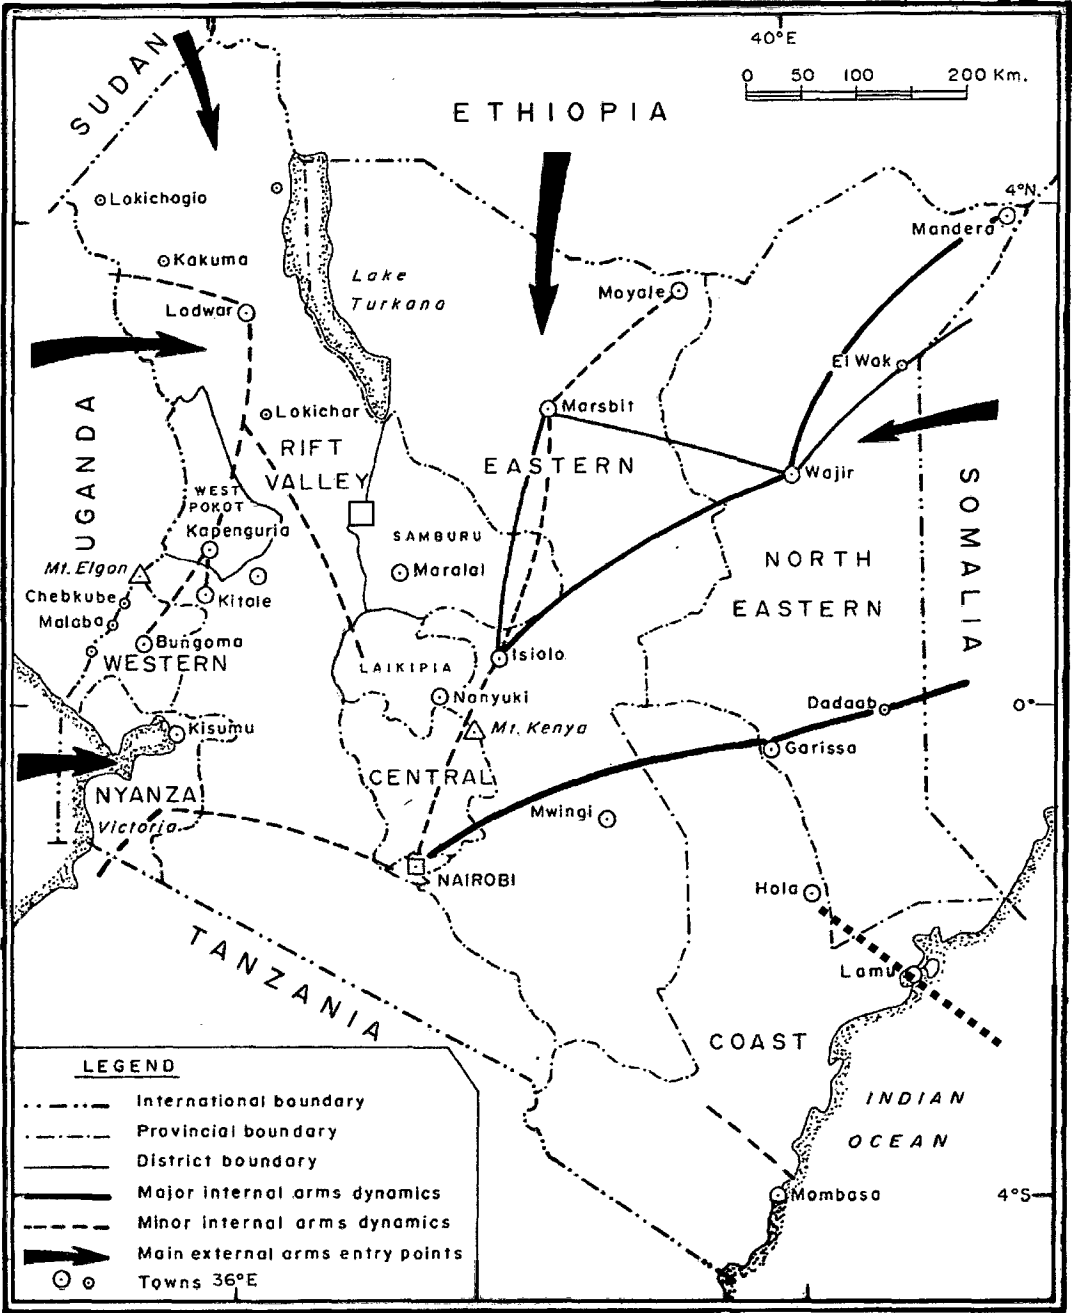 40°E
0 50 100 200 Km.
SUDAN
ETHIOPIA
4°N
Lokichogio
Mandera
Kakuma
Lake
Turkana
Moyale
Lodwar
El Wak
UGANDA
Lokichar
Marsbit
RIFT
VALLEY
EASTERN
Wajir
WEST
POKOT
SOMALIA
Kapenguria
SAMBURU
NORTH
EASTERN
Mt. Elgon
Maralal
Chebkube
Kitale
Malaba
Bungoma
WESTERN
LAIKIPIA
Isiolo
Nanyuki
Dadaab
0°
Kisumu
Mt. Kenya
Garissa
CENTRAL
NYANZA
L. Victoria
Mwingi
NAIROBI
Hola
TANZANIA
Lamu
COAST
INDIAN
OCEAN
Mombasa
4°S
LEGEND
International boundary
Provincial boundary
District boundary
Major internal arms dynamics
Minor internal arms dynamics
Main external arms entry points
Towns 36°E